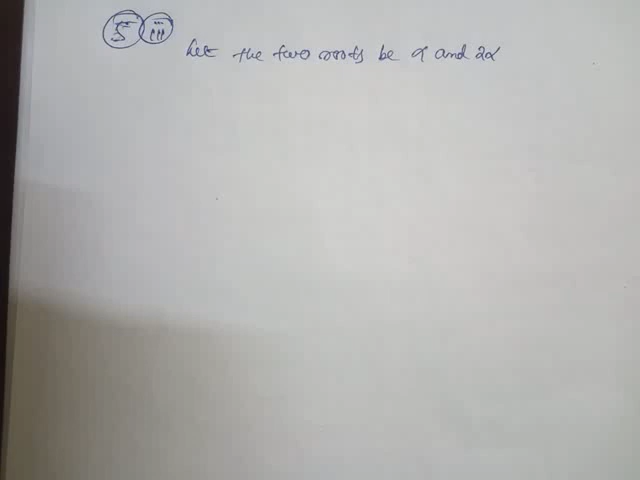 5 iii
Let the two roots be α and 2α